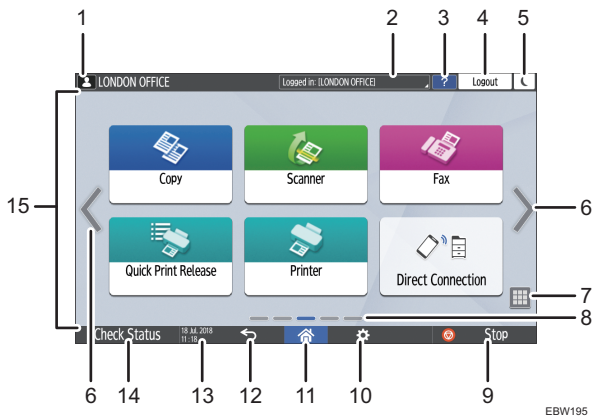 1 2 3 4 5
LONDON OFFICE Logged in: [LONDON OFFICE] ? Logout
Copy Scanner Fax
15 6
Quick Print Release Printer Direct Connection
7
8
Check Status 18 Jul. 2018 Stop
11:18
6 14 13 12 11 10 9
EBW195